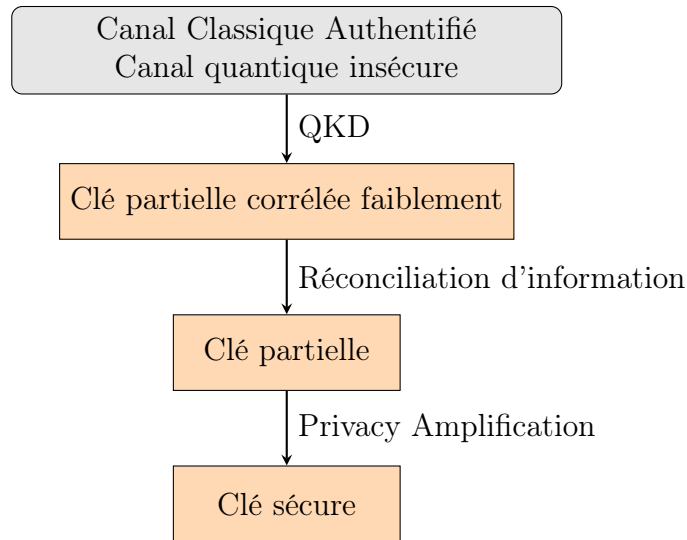 Canal Classique Authentifié
Canal quantique insécure
QKD
Clé partielle corrélée faiblement
Réconciliation d'information
Clé partielle
Privacy Amplification
Clé sécure